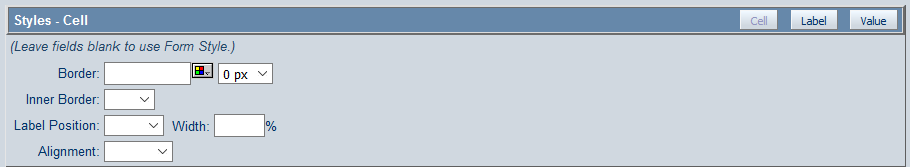 Styles - Cell Cell Label Value
(Leave fields blank to use Form Style.)
Border: 0 px
Inner Border:
Label Position: Width: %
Alignment: